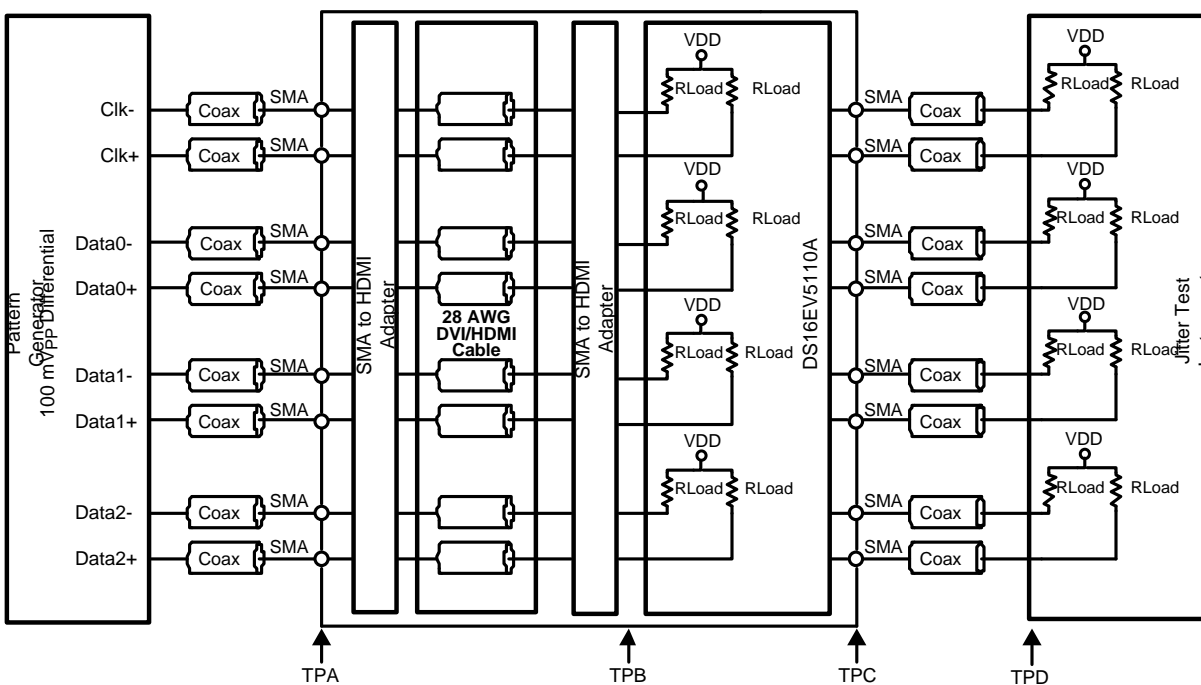 Pattern
Generator
100 mVPP Differential
Clk-
Clk+
Data0-
Data0+
Data1-
Data1+
Data2-
Data2+
Coax
Coax
Coax
Coax
Coax
Coax
Coax
Coax
SMA
SMA
SMA
SMA
SMA
SMA
SMA
SMA
SMA to HDMI
Adapter
28 AWG
DVI/HDMI
Cable
SMA to HDMI
Adapter
VDD
RLoad
RLoad
VDD
RLoad
RLoad
VDD
RLoad
RLoad
VDD
RLoad
RLoad
DS16EV5110A
SMA
SMA
SMA
SMA
SMA
SMA
SMA
SMA
Coax
Coax
Coax
Coax
Coax
Coax
Coax
Coax
VDD
RLoad
RLoad
VDD
RLoad
RLoad
VDD
RLoad
RLoad
VDD
RLoad
RLoad
Jitter Test
TPA
TPB
TPC
TPD